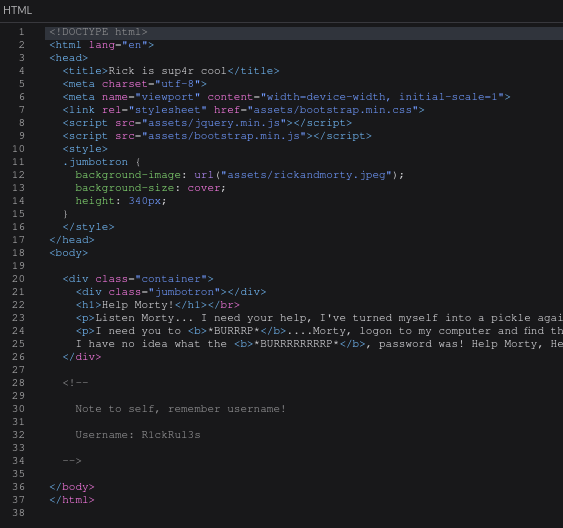 HTML
1 <!DOCTYPE html>
2 <html lang="en">
3 <head>
4 <title>Rick is sup4r cool</title>
5 <meta charset="utf-8">
6 <meta name="viewport" content="width=device-width, initial-scale=1">
7 <link rel="stylesheet" href="assets/bootstrap.min.css">
8 <script src="assets/jquery.min.js"></script>
9 <script src="assets/bootstrap.min.js"></script>
10 <style>
11 .jumbotron {
12 background-image: url("assets/rickandmorty.jpeg");
13 background-size: cover;
14 height: 340px;
15 }
16 </style>
17 </head>
18 <body>
19
20 <div class="container">
21 <div class="jumbotron"></div>
22 <h1>Help Morty!</h1></br>
23 <p>Listen Morty... I need your help, I've turned myself into a pickle agai
24 <p>I need you to <b>*BURRRP*</b>....Morty, logon to my computer and find th
25 I have no idea what the <b>*BURRRRRRRRP*</b>, password was! Help Morty, He
26 </div>
27
28 <!--
29
30 Note to self, remember username!
31
32 Username: R1ckRul3s
33
34 -->
35
36 </body>
37 </html>
38